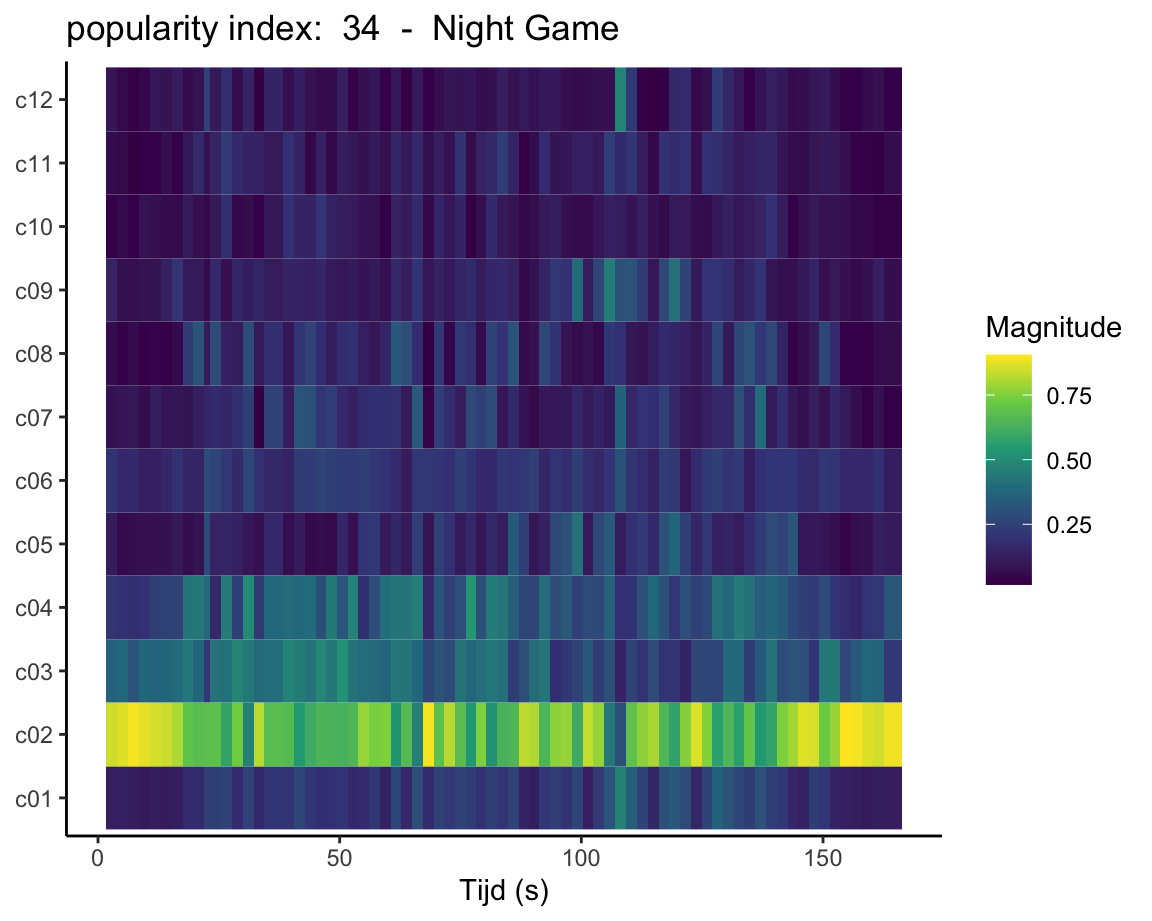 popularity index:  34  -  Night Game
c12
c11
c10
c09
c08
c07
c06
c05
c04
c03
c02
c01
0
50
100
150
Tijd (s)
Magnitude
0.75
0.50
0.25